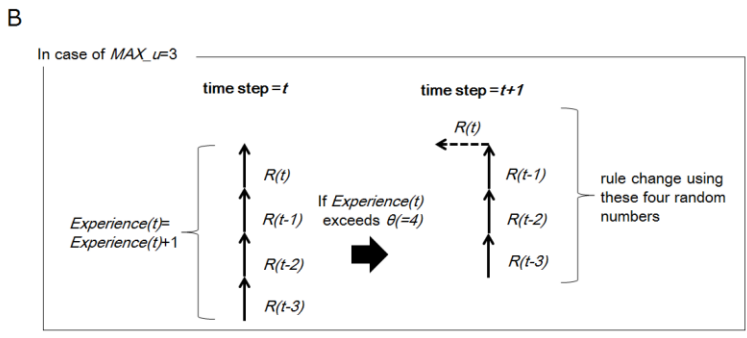 B
In case of MAX_u=3
time step =t
time step =t+1
R(t)
R(t)
R(t-1)
If Experience(t)
exceeds θ(=4)
rule change using
these four random
numbers
Experience(t)=
Experience(t)+1
R(t-1)
R(t-2)
R(t-2)
R(t-3)
R(t-3)